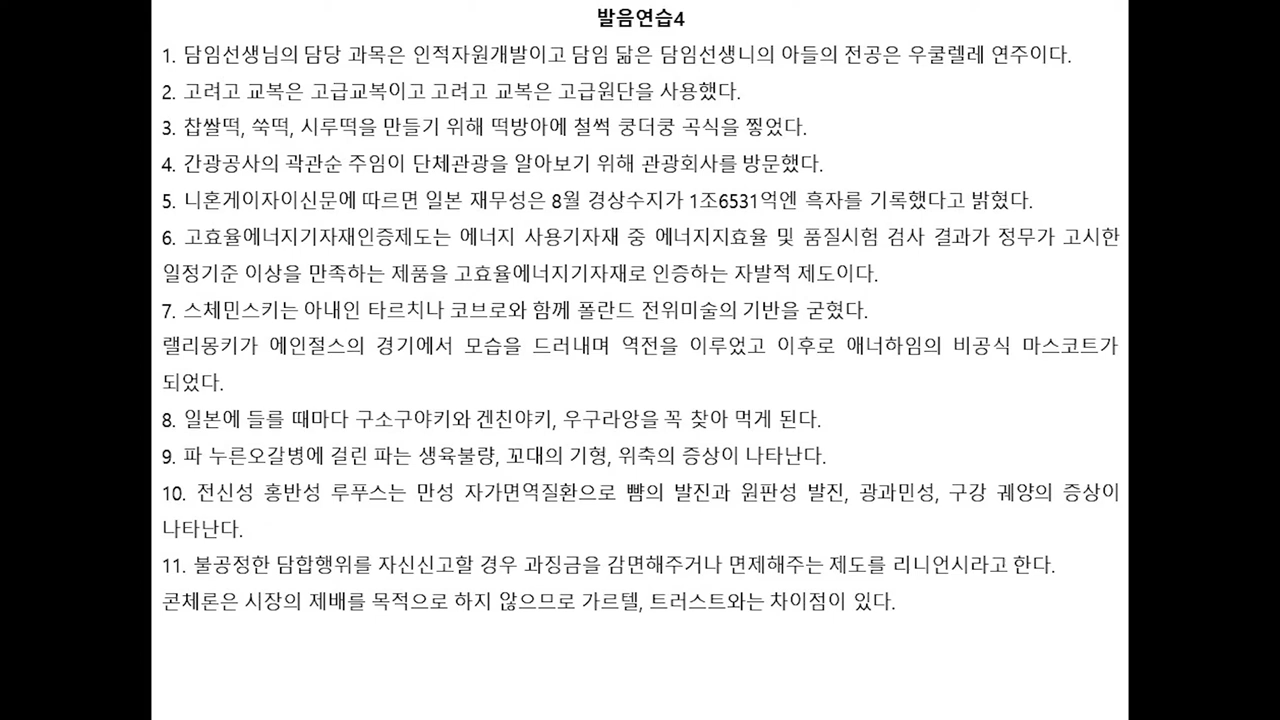 발음연습4
1. 담임선생님의 담당 과목은 인적자원개발이고 담임 닮은 담임선생니의 아들의 전공은 우쿨렐레 연주이다.
2. 고려고 교복은 고급교복이고 고려고 교복은 고급원단을 사용했다.
3. 찹쌀떡, 쑥떡, 시루떡을 만들기 위해 떡방아에 철썩 쿵더쿵 곡식을 찧었다.
4. 간광공사의 곽관순 주임이 단체관광을 알아보기 위해 관광회사를 방문했다.
5. 니혼게이자이신문에 따르면 일본 재무성은 8월 경상수지가 1조6531억엔 흑자를 기록했다고 밝혔다.
6. 고효율에너지기자재인증제도는 에너지 사용기자재 중 에너지지효율 및 품질시험 검사 결과가 정무가 고시한
일정기준 이상을 만족하는 제품을 고효율에너지기자재로 인증하는 자발적 제도이다.
7. 스체민스키는 아내인 타르치나 코브로와 함께 폴란드 전위미술의 기반을 굳혔다.
랠리몽키가 에인절스의 경기에서 모습을 드러내며 역전을 이루었고 이후로 애너하임의 비공식 마스코트가
되었다.
8. 일본에 들를 때마다 구소구야키와 겐친야키, 우구라앙을 꼭 찾아 먹게 된다.
9. 파 누른오갈병에 걸린 파는 생육불량, 꼬대의 기형, 위축의 증상이 나타난다.
10. 전신성 홍반성 루푸스는 만성 자가면역질환으로 뺨의 발진과 원판성 발진, 광과민성, 구강 궤양의 증상이
나타난다.
11. 불공정한 담합행위를 자신신고할 경우 과징금을 감면해주거나 면제해주는 제도를 리니언시라고 한다.
콘체론은 시장의 제배를 목적으로 하지 않으므로 가르텔, 트러스트와는 차이점이 있다.